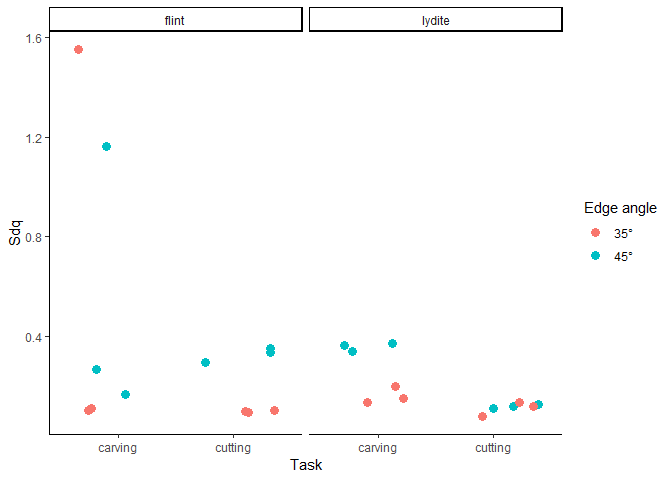 flint
lydite
1.6
1.2
0.8
0.4
Sdq
carving
cutting
carving
cutting
Task
Edge angle
35°
45°